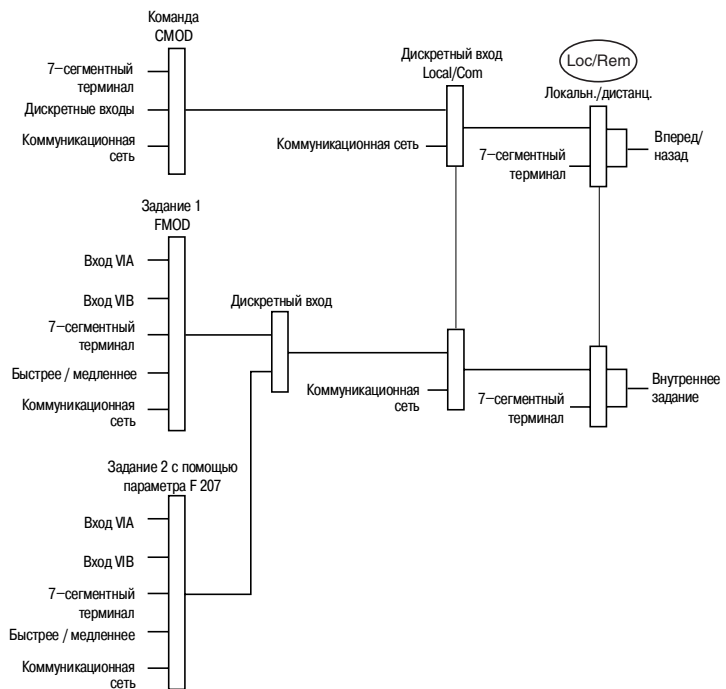 Команда
CMOD
7–сегментный
терминал
Дискретные входы
Коммуникационная
сеть
Дискретный вход
Local/Com
Коммуникационная сеть
Loc/Rem
Локальн./дистанц.
7–сегментный
терминал
Вперед/
назад
Задание 1
FMOD
Вход VIA
Вход VIB
7–сегментный
терминал
Быстрее / медленнее
Коммуникационная
сеть
Дискретный вход
Коммуникационная
сеть
7–сегментный
терминал
Внутреннее
задание
Задание 2 с помощью
параметра F 207
Вход VIA
Вход VIB
7–сегментный
терминал
Быстрее / медленнее
Коммуникационная
сеть